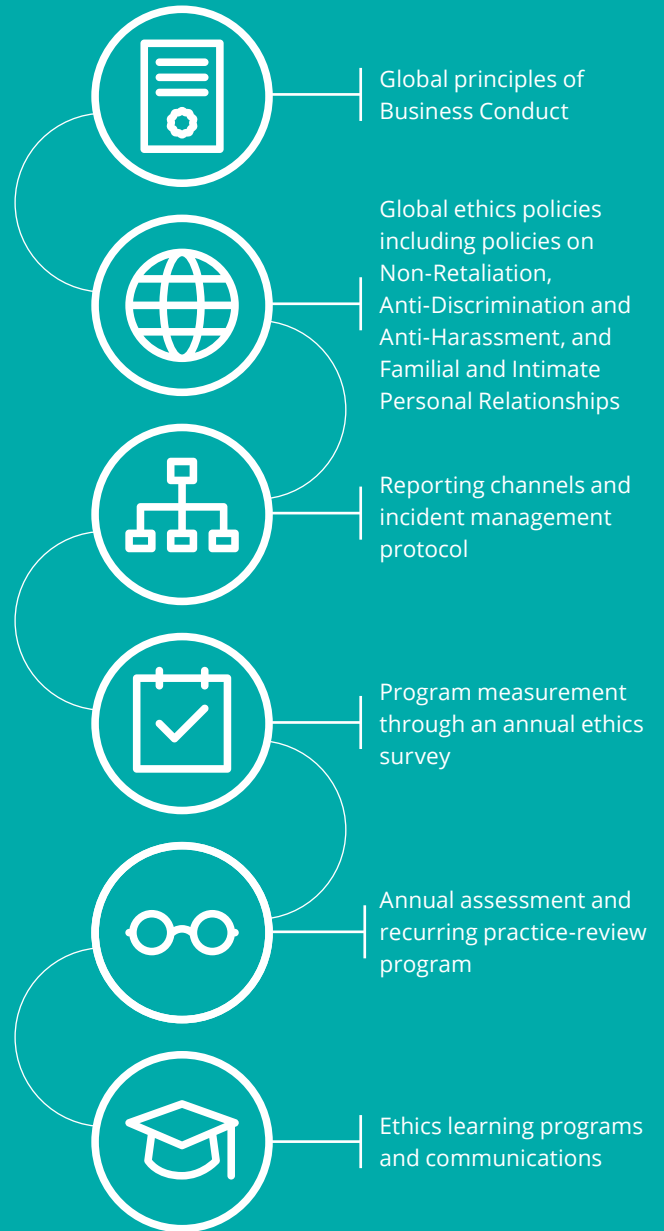 Global principles of
Business Conduct
Global ethics policies
including policies on
Non-Retaliation,
Anti-Discrimination and
Anti-Harassment, and
Familial and Intimate
Personal Relationships
Reporting channels and
incident management
protocol
Program measurement
through an annual ethics
survey
Annual assessment and
recurring practice-review
program
Ethics learning programs
and communications